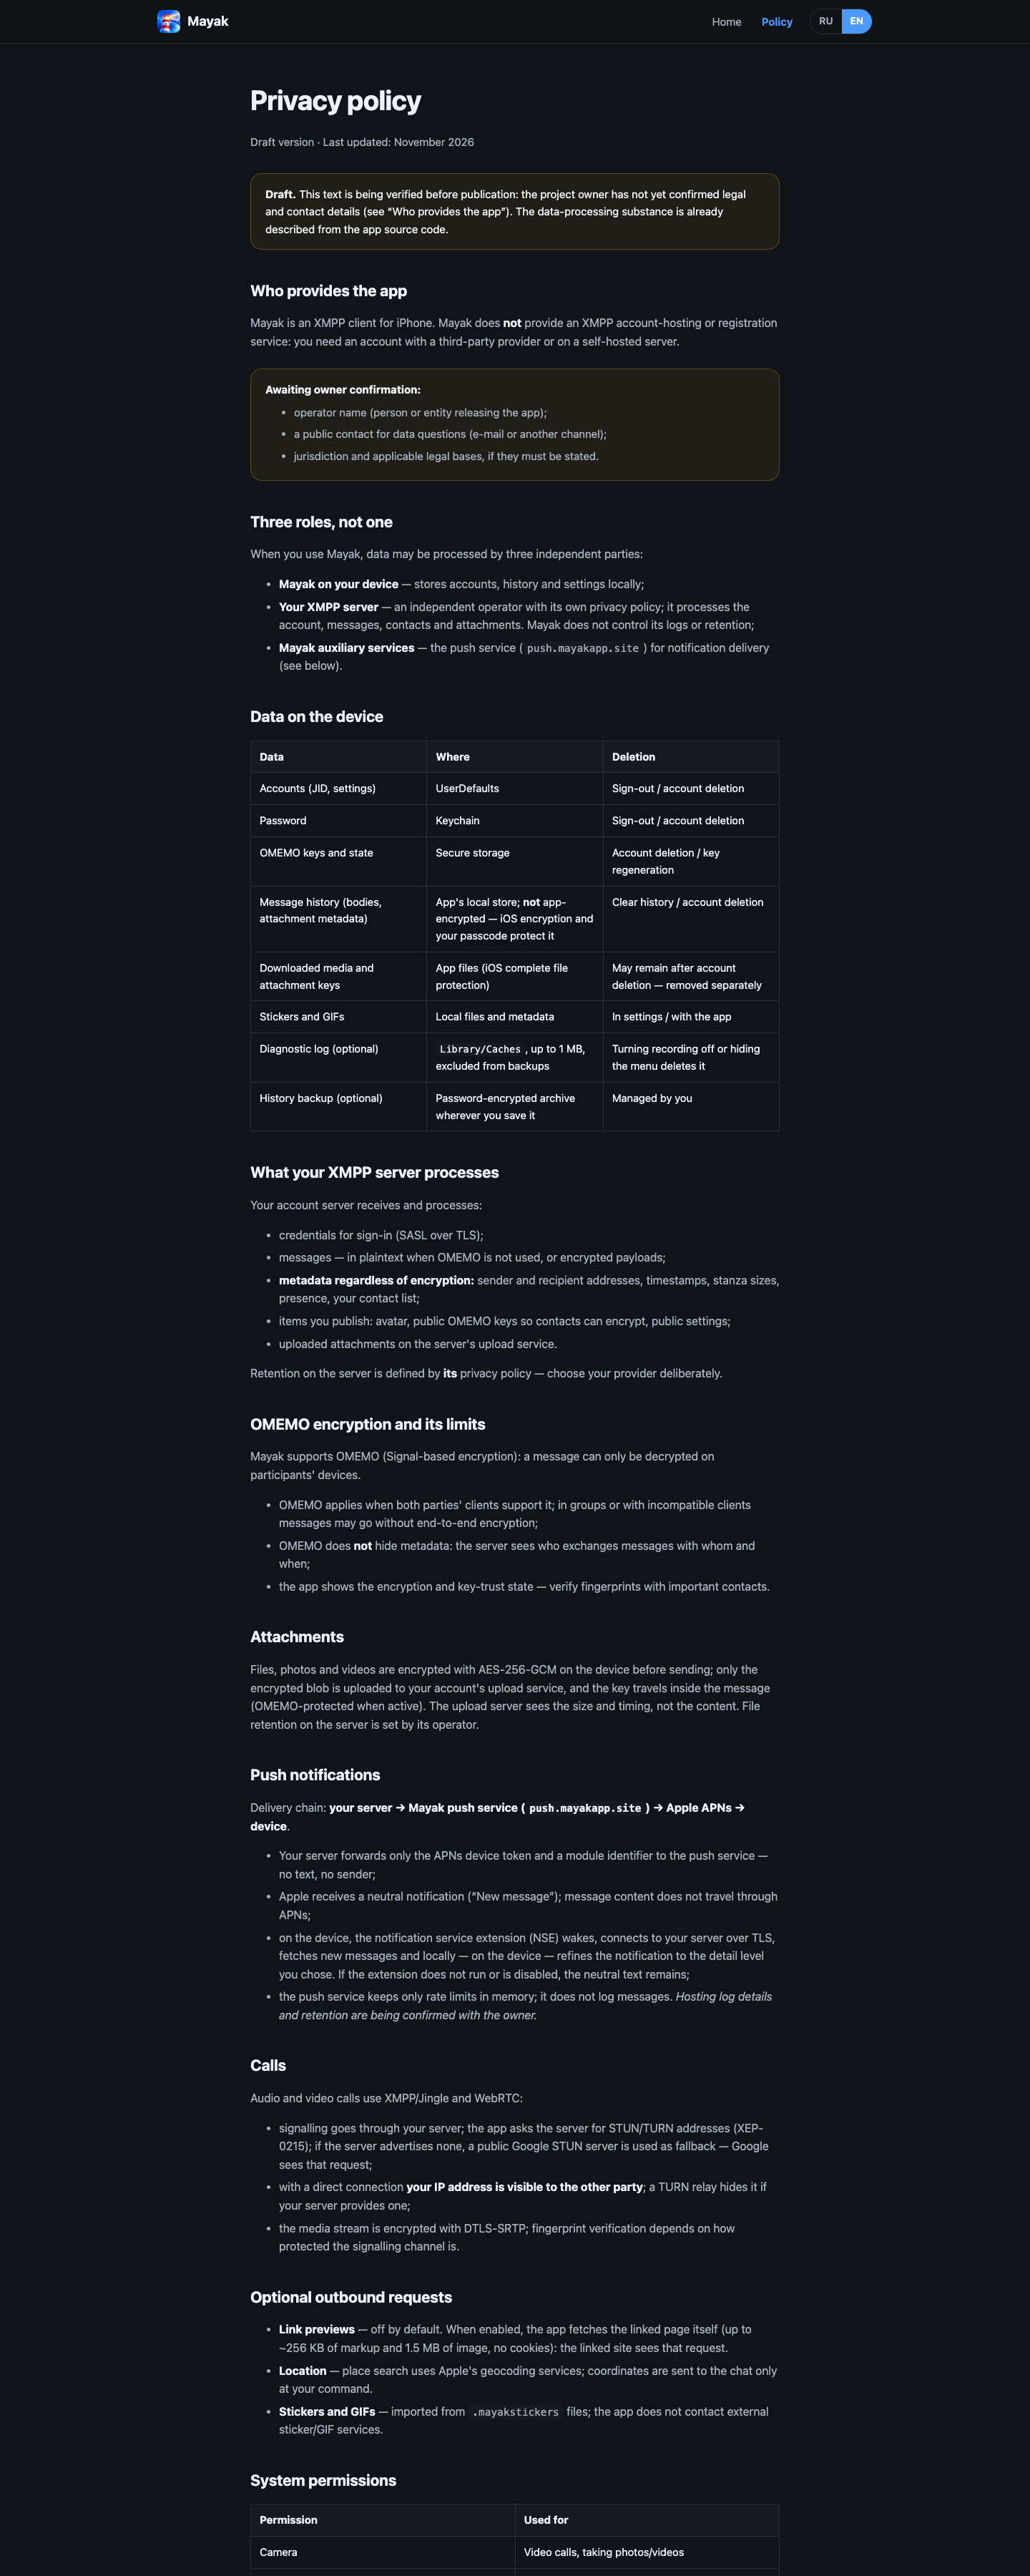 Mayak
Home Policy RU EN
Privacy policy
Draft version · Last updated: November 2026
Draft. This text is being verified before publication: the project owner has not yet confirmed legal
and contact details (see “Who provides the app”). The data-processing substance is already
described from the app source code.
Who provides the app
Mayak is an XMPP client for iPhone. Mayak does not provide an XMPP account-hosting or registration
service: you need an account with a third-party provider or on a self-hosted server.
Awaiting owner confirmation:
• operator name (person or entity releasing the app);
• a public contact for data questions (e-mail or another channel);
• jurisdiction and applicable legal bases, if they must be stated.
Three roles, not one
When you use Mayak, data may be processed by three independent parties:
• Mayak on your device — stores accounts, history and settings locally;
• Your XMPP server — an independent operator with its own privacy policy; it processes the
account, messages, contacts and attachments. Mayak does not control its logs or retention;
• Mayak auxiliary services — the push service ( push.mayakapp.site ) for notification delivery
(see below).
Data on the device
Data Where Deletion
Accounts (JID, settings) UserDefaults Sign-out / account deletion
Password Keychain Sign-out / account deletion
OMEMO keys and state Secure storage Account deletion / key
regeneration
Message history (bodies,
attachment metadata) App's local store; not app-
encrypted — iOS encryption and
your passcode protect it Clear history / account deletion
Downloaded media and
attachment keys App files (iOS complete file
protection) May remain after account
deletion — removed separately
Stickers and GIFs Local files and metadata In settings / with the app
Diagnostic log (optional) Library/Caches , up to 1 MB,
excluded from backups Turning recording off or hiding
the menu deletes it
History backup (optional) Password-encrypted archive
wherever you save it Managed by you
What your XMPP server processes
Your account server receives and processes:
• credentials for sign-in (SASL over TLS);
• messages — in plaintext when OMEMO is not used, or encrypted payloads;
• metadata regardless of encryption: sender and recipient addresses, timestamps, stanza sizes,
presence, your contact list;
• items you publish: avatar, public OMEMO keys so contacts can encrypt, public settings;
• uploaded attachments on the server's upload service.
Retention on the server is defined by its privacy policy — choose your provider deliberately.
OMEMO encryption and its limits
Mayak supports OMEMO (Signal-based encryption): a message can only be decrypted on
participants' devices.
• OMEMO applies when both parties' clients support it; in groups or with incompatible clients
messages may go without end-to-end encryption;
• OMEMO does not hide metadata: the server sees who exchanges messages with whom and
when;
• the app shows the encryption and key-trust state — verify fingerprints with important contacts.
Attachments
Files, photos and videos are encrypted with AES-256-GCM on the device before sending; only the
encrypted blob is uploaded to your account's upload service, and the key travels inside the message
(OMEMO-protected when active). The upload server sees the size and timing, not the content. File
retention on the server is set by its operator.
Push notifications
Delivery chain: your server → Mayak push service ( push.mayakapp.site ) → Apple APNs →
device.
• Your server forwards only the APNs device token and a module identifier to the push service —
no text, no sender;
• Apple receives a neutral notification (“New message”); message content does not travel through
APNs;
• on the device, the notification service extension (NSE) wakes, connects to your server over TLS,
fetches new messages and locally — on the device — refines the notification to the detail level
you chose. If the extension does not run or is disabled, the neutral text remains;
• the push service keeps only rate limits in memory; it does not log messages. Hosting log details
and retention are being confirmed with the owner.
Calls
Audio and video calls use XMPP/Jingle and WebRTC:
• signalling goes through your server; the app asks the server for STUN/TURN addresses (XEP-
0215); if the server advertises none, a public Google STUN server is used as fallback — Google
sees that request;
• with a direct connection your IP address is visible to the other party; a TURN relay hides it if
your server provides one;
• the media stream is encrypted with DTLS-SRTP; fingerprint verification depends on how
protected the signalling channel is.
Optional outbound requests
• Link previews — off by default. When enabled, the app fetches the linked page itself (up to
~256 KB of markup and 1.5 MB of image, no cookies): the linked site sees that request.
• Location — place search uses Apple's geocoding services; coordinates are sent to the chat only
at your command.
• Stickers and GIFs — imported from .mayakstickers files; the app does not contact external
sticker/GIF services.
System permissions
Permission Used for
Camera Video calls, taking photos/videos